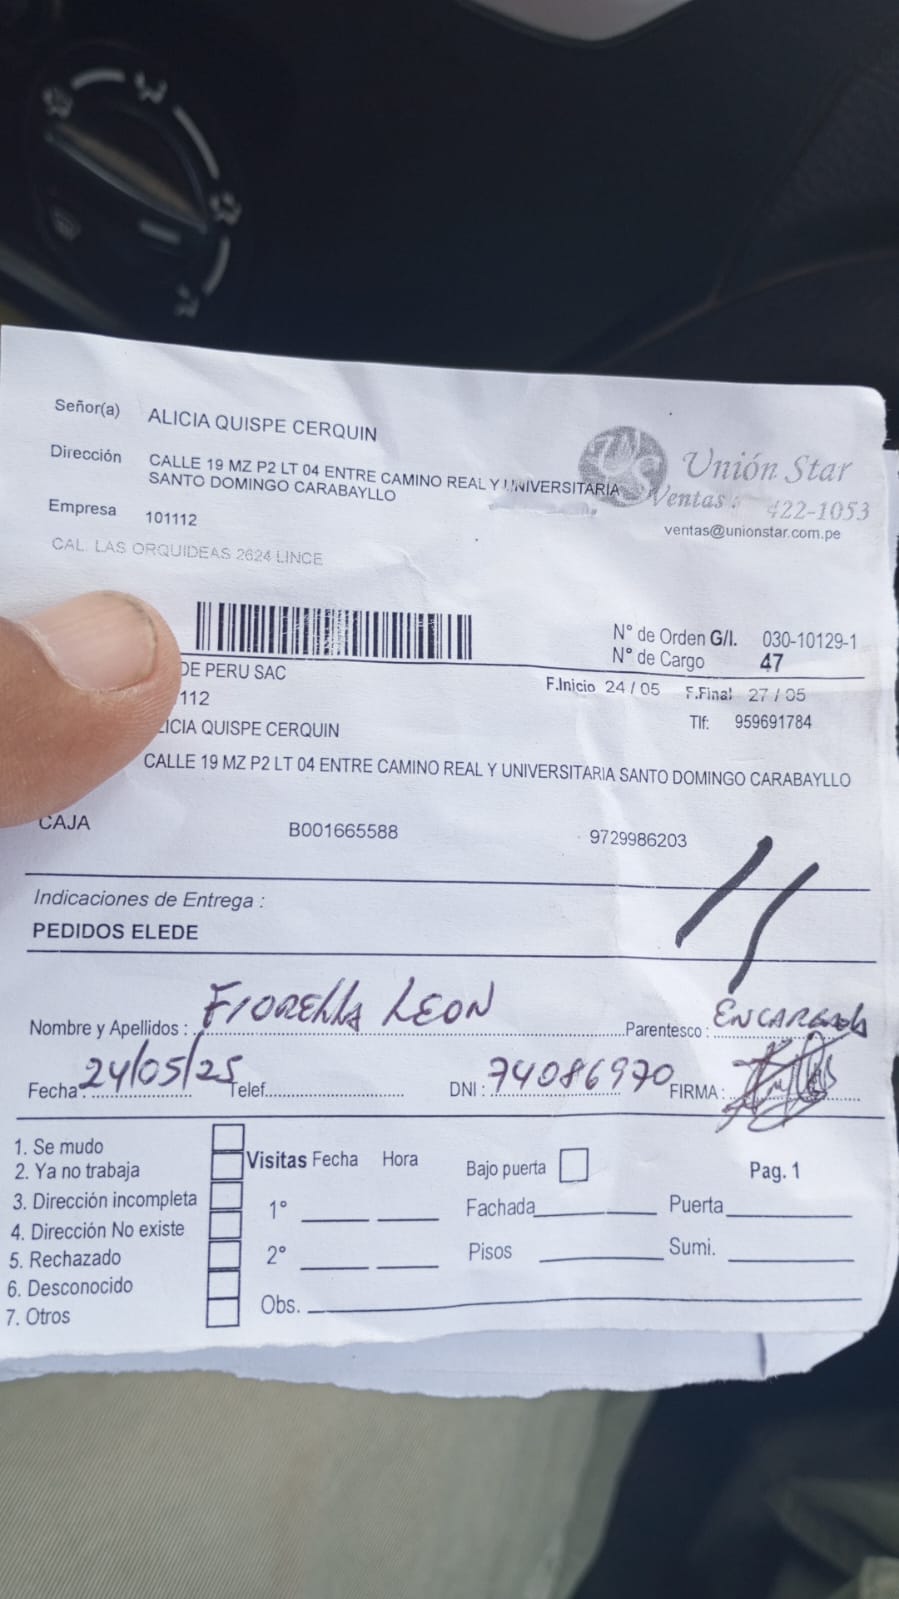 Señor(a) ALICIA QUISPE CERQUIN
Dirección CALLE 19 MZ P2 LT 04 ENTRE CAMINO REAL Y UNIVERSITARIA
SANTO DOMINGO CARABAYLLO
Unión Star
Ventas : 422-1053
ventas@unionstar.com.pe
Empresa 101112
CAL. LAS ORQUIDEAS 2624 LINCE
N° de Orden G/I. 030-10129-1
N° de Cargo 47
DE PERU SAC
F.Inicio 24 / 05 F.Final 27 / 05
112
Tlf: 959691784
ICIA QUISPE CERQUIN
CALLE 19 MZ P2 LT 04 ENTRE CAMINO REAL Y UNIVERSITARIA SANTO DOMINGO CARABAYLLO
CAJA B001665588 9729986203
Indicaciones de Entrega :
PEDIDOS ELEDE
Nombre y Apellidos : FIORELLA LEON Parentesco : ENCARGADA
Fecha : 24/05/25 Telef. DNI : 74086970 FIRMA :
1. Se mudo
2. Ya no trabaja
3. Dirección incompleta
4. Dirección No existe
5. Rechazado
6. Desconocido
7. Otros
Visitas Fecha Hora
1°
2°
Obs.
Bajo puerta Pag. 1
Fachada Puerta
Pisos Sumi.